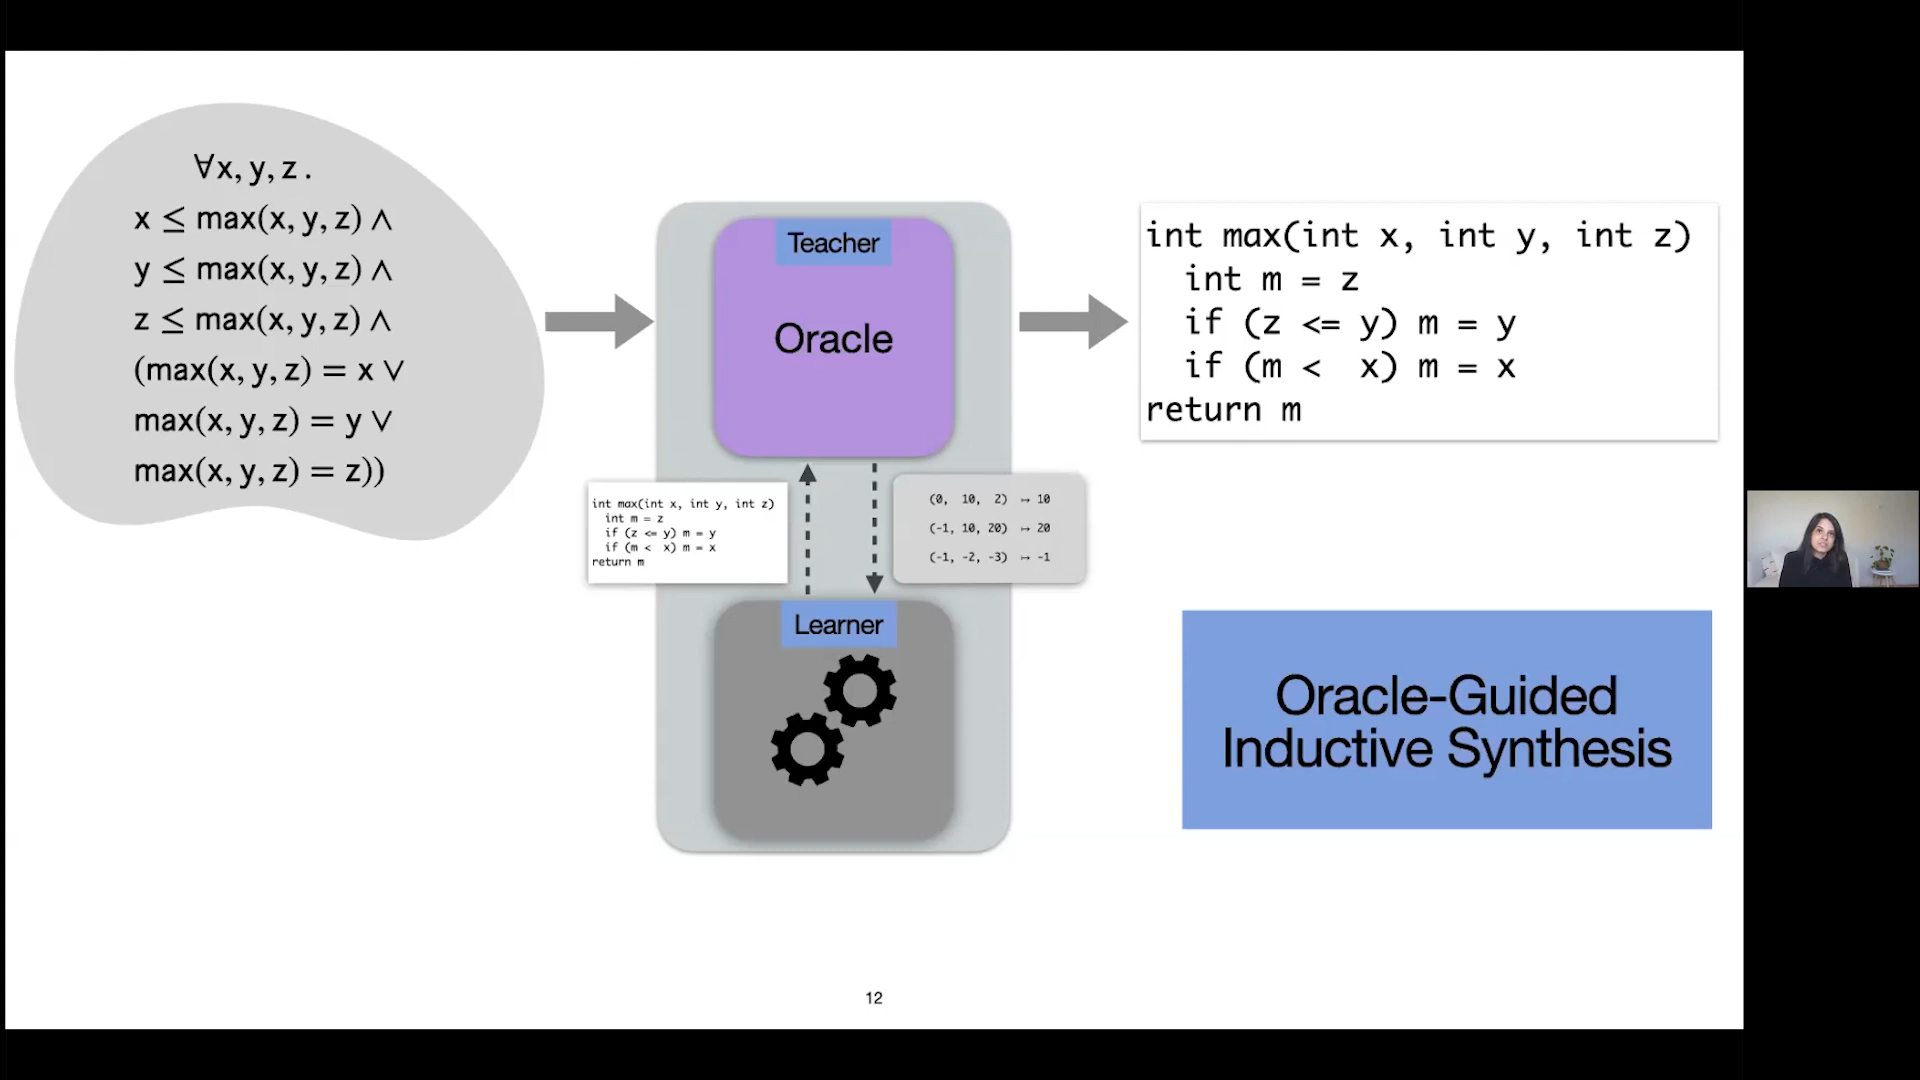 ∀x, y, z .
x ≤ max(x, y, z) ∧
y ≤ max(x, y, z) ∧
z ≤ max(x, y, z) ∧
(max(x, y, z) = x ∨
max(x, y, z) = y ∨
max(x, y, z) = z))
Teacher
Oracle
int max(int x, int y, int z)
int m = z
if (z <= y) m = y
if (m <  x) m = x
return m
(0, 10, 2) ↦ 10
(-1, 10, 20) ↦ 20
(-1, -2, -3) ↦ -1
Learner
int max(int x, int y, int z)
int m = z
if (z <= y) m = y
if (m <  x) m = x
return m
Oracle-Guided
Inductive Synthesis
12